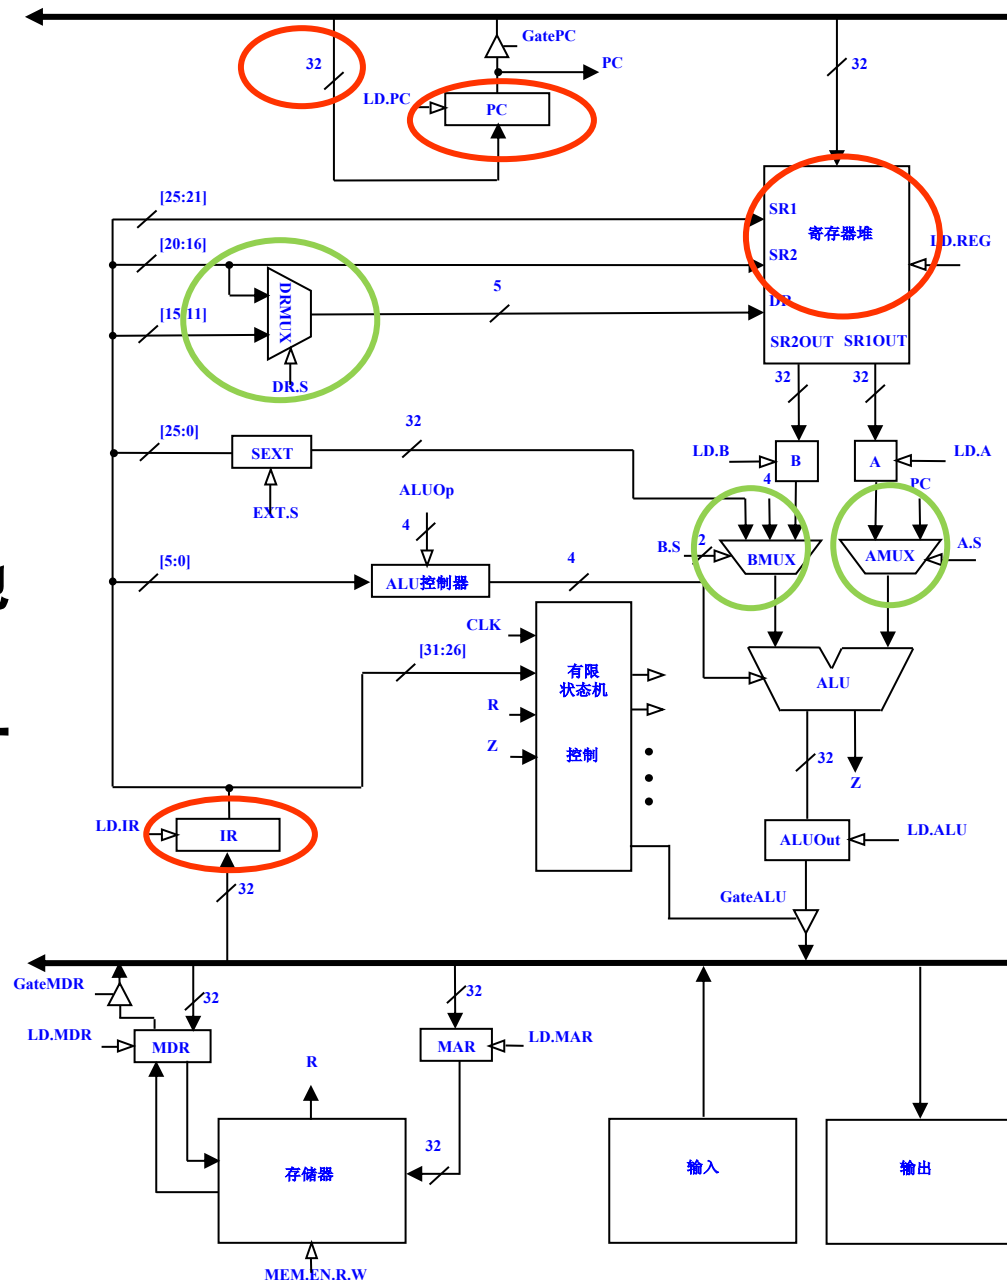 GatePC
32
PC
32
LD.PC
PC
[25:21]
SR1
寄存器堆
[20:16]
SR2
LD.REG
DRMUX
5
[15:11]
DR
SR2OUT SR1OUT
DR.S
32
32
[25:0]
32
SEXT
LD.B
B
A
LD.A
ALUOp
4
PC
EXT.S
4
B.S
2
BMUX
AMUX
A.S
[5:0]
ALU控制器
4
CLK
[31:26]
有限
状态机
ALU
R
Z
控制
32
Z
LD.IR
IR
ALUOut
LD.ALU
32
GateALU
GateMDR
32
32
LD.MDR
MDR
MAR
LD.MAR
R
32
存储器
输入
输出
MEM.EN.R.W